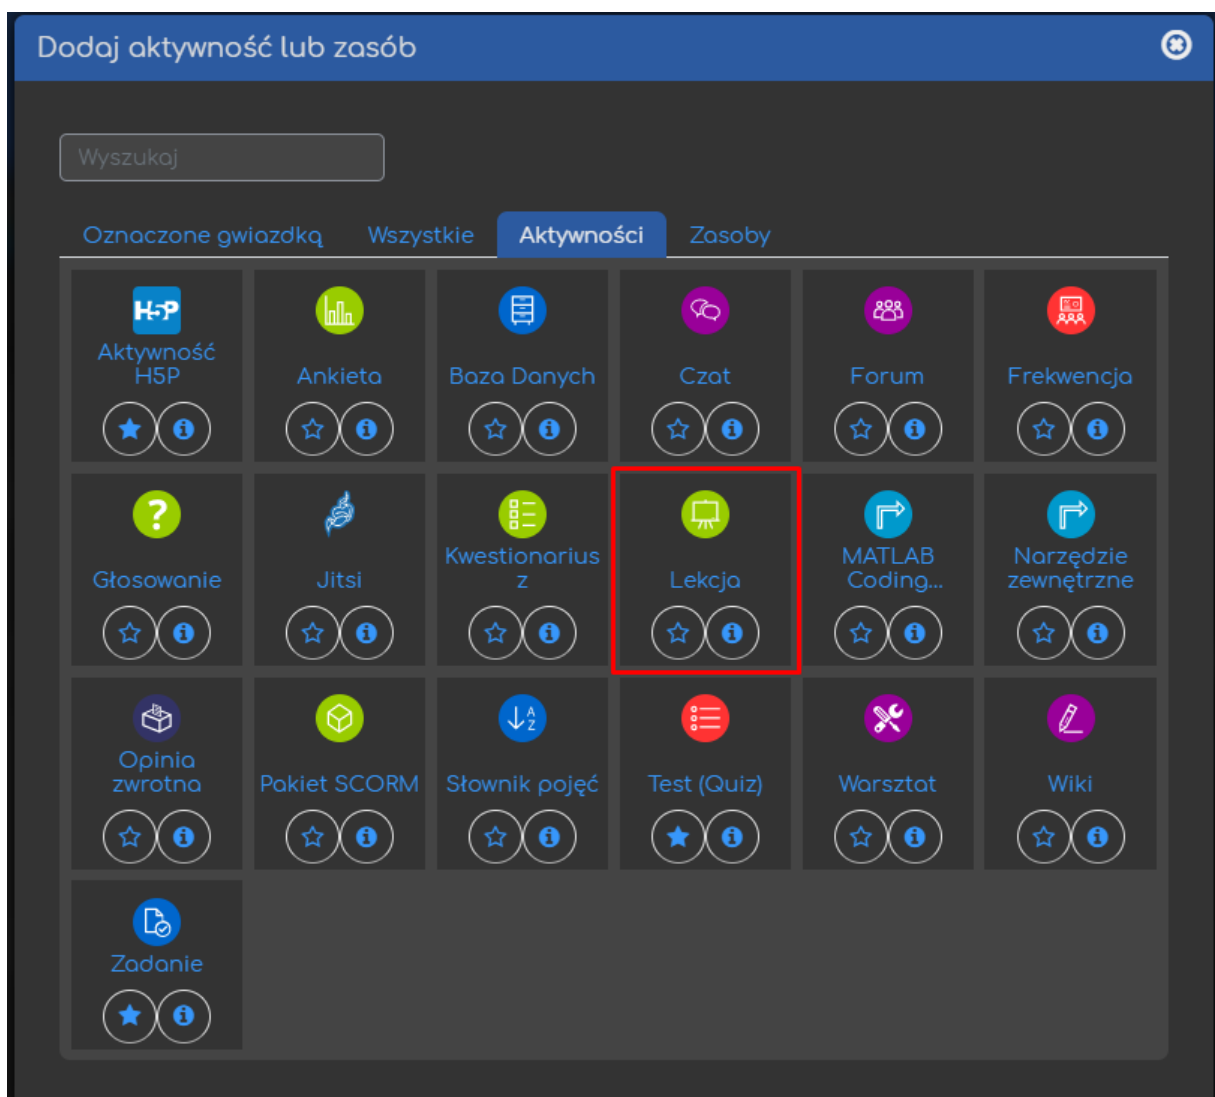 Dodaj aktywność lub zasób
Wyszukaj
Oznaczone gwiazdką Wszystkie Aktywności Zasoby
H5P
Aktywność
H5P
Ankieta
Baza Danych
Czat
Forum
Frekwencja
?
Głosowanie
Jitsi
Kwestionarius
z
Lekcja
MATLAB
Coding...
Narzędzie
zewnętrzne
Opinia
zwrotna
Pakiet SCORM
A
Z
Słownik pojęć
Test (Quiz)
Warsztat
Wiki
Zadanie